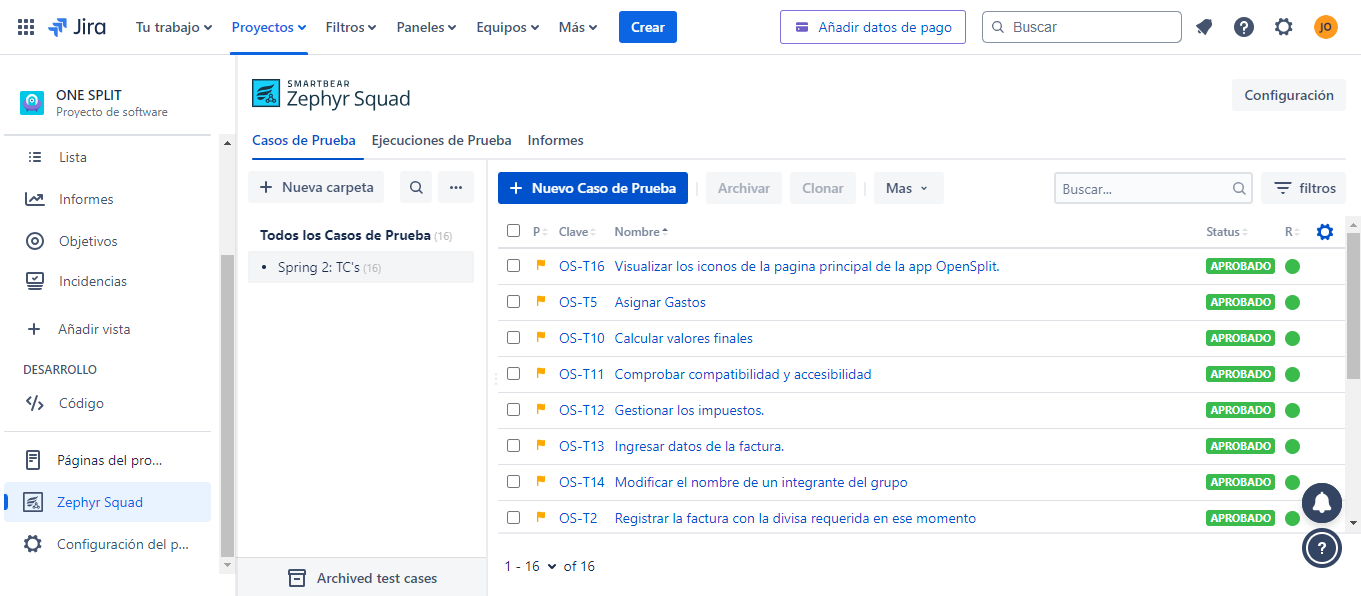 Jira
Tu trabajo
Proyectos
Filtros
Paneles
Equipos
Más
Crear
Añadir datos de pago
Buscar
JO
ONE SPLIT
Proyecto de software
Lista
Informes
Objetivos
Incidencias
Añadir vista
DESARROLLO
Código
Páginas del pro...
Zephyr Squad
Configuración del p...
SMARTBEAR
Zephyr Squad
Configuración
Casos de Prueba
Ejecuciones de Prueba
Informes
Nueva carpeta
Todos los Casos de Prueba (16)
• Spring 2: TC's (16)
Archived test cases
Nuevo Caso de Prueba
Archivar
Clonar
Mas
Buscar...
filtros
P Clave Nombre Status R
OS-T16 Visualizar los iconos de la pagina principal de la app OpenSplit. APROBADO
OS-T5 Asignar Gastos APROBADO
OS-T10 Calcular valores finales APROBADO
OS-T11 Comprobar compatibilidad y accesibilidad APROBADO
OS-T12 Gestionar los impuestos. APROBADO
OS-T13 Ingresar datos de la factura. APROBADO
OS-T14 Modificar el nombre de un integrante del grupo APROBADO
OS-T2 Registrar la factura con la divisa requerida en ese momento APROBADO
1 - 16 of 16